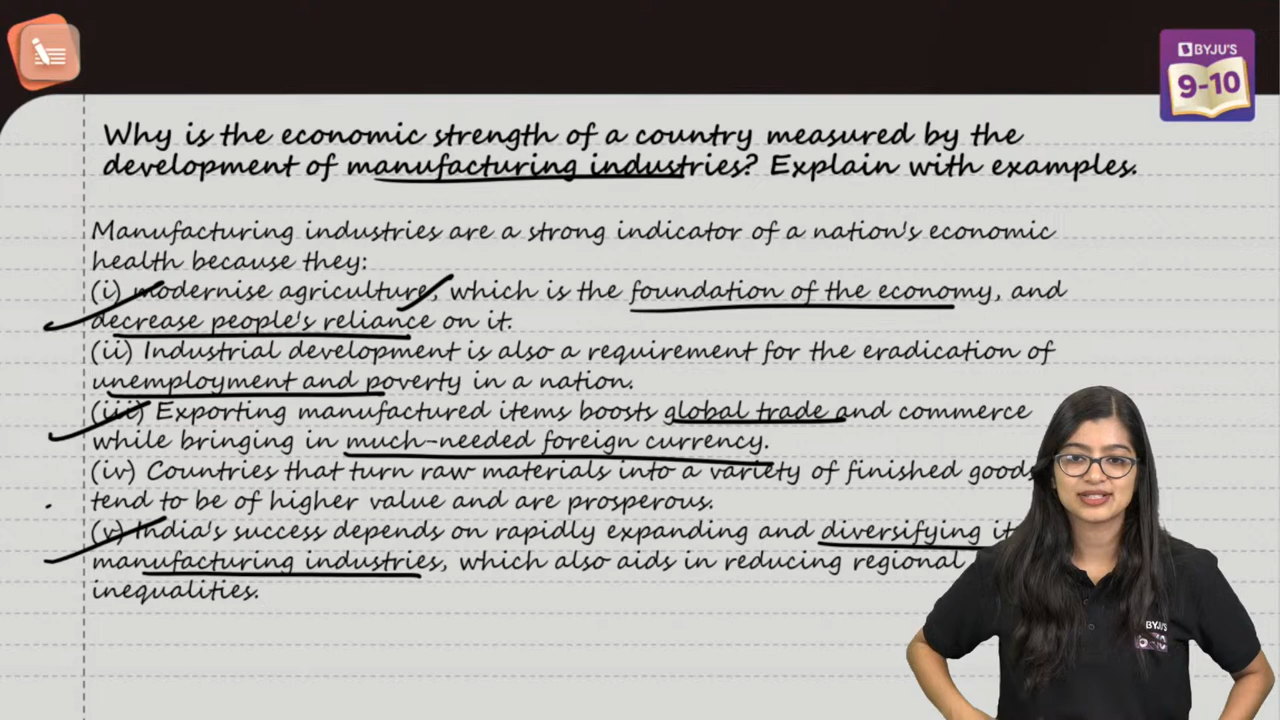 BYJU'S
9-10
Why is the economic strength of a country measured by the
development of manufacturing industries? Explain with examples.
Manufacturing industries are a strong indicator of a nation's economic
health because they:
(i) modernise agriculture, which is the foundation of the economy, and
decrease people's reliance on it.
(ii) Industrial development is also a requirement for the eradication of
unemployment and poverty in a nation.
(iii) Exporting manufactured items boosts global trade and commerce
while bringing in much-needed foreign currency.
(iv) Countries that turn raw materials into a variety of finished goods
tend to be of higher value and are prosperous.
(v) India's success depends on rapidly expanding and diversifying its
manufacturing industries, which also aids in reducing regional
inequalities.
BYJU'S